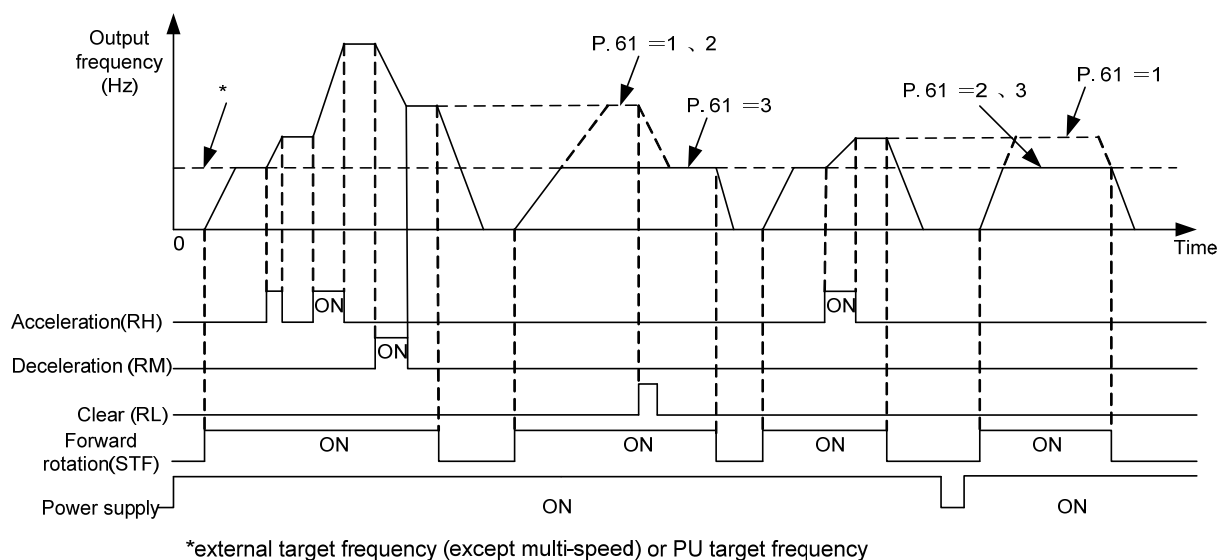 Output
frequency
(Hz)
*
P. 61 =1 、2
P. 61 =3
P. 61 =2 、3
P. 61 =1
0
Time
Acceleration(RH)
ON
Deceleration (RM)
ON
ON
Clear (RL)
Forward
rotation(STF)
ON
ON
ON
ON
Power supply
ON
ON
*external target frequency (except multi-speed) or PU target frequency